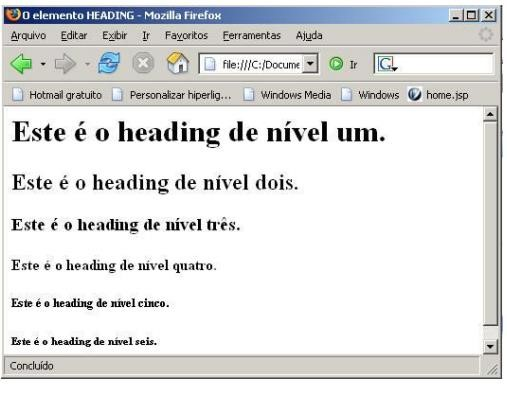 O elemento HEADING - Mozilla Firefox
Arquivo Editar Exibir Ir Favoritos Ferramentas Ajuda
file:///C:/Docume Ir G
Hotmail gratuito Personalizar hiperlig... Windows Media Windows home.jsp
Este é o heading de nível um.
Este é o heading de nível dois.
Este é o heading de nível três.
Este é o heading de nível quatro.
Este é o heading de nível cinco.
Este é o heading de nível seis.
Concluído